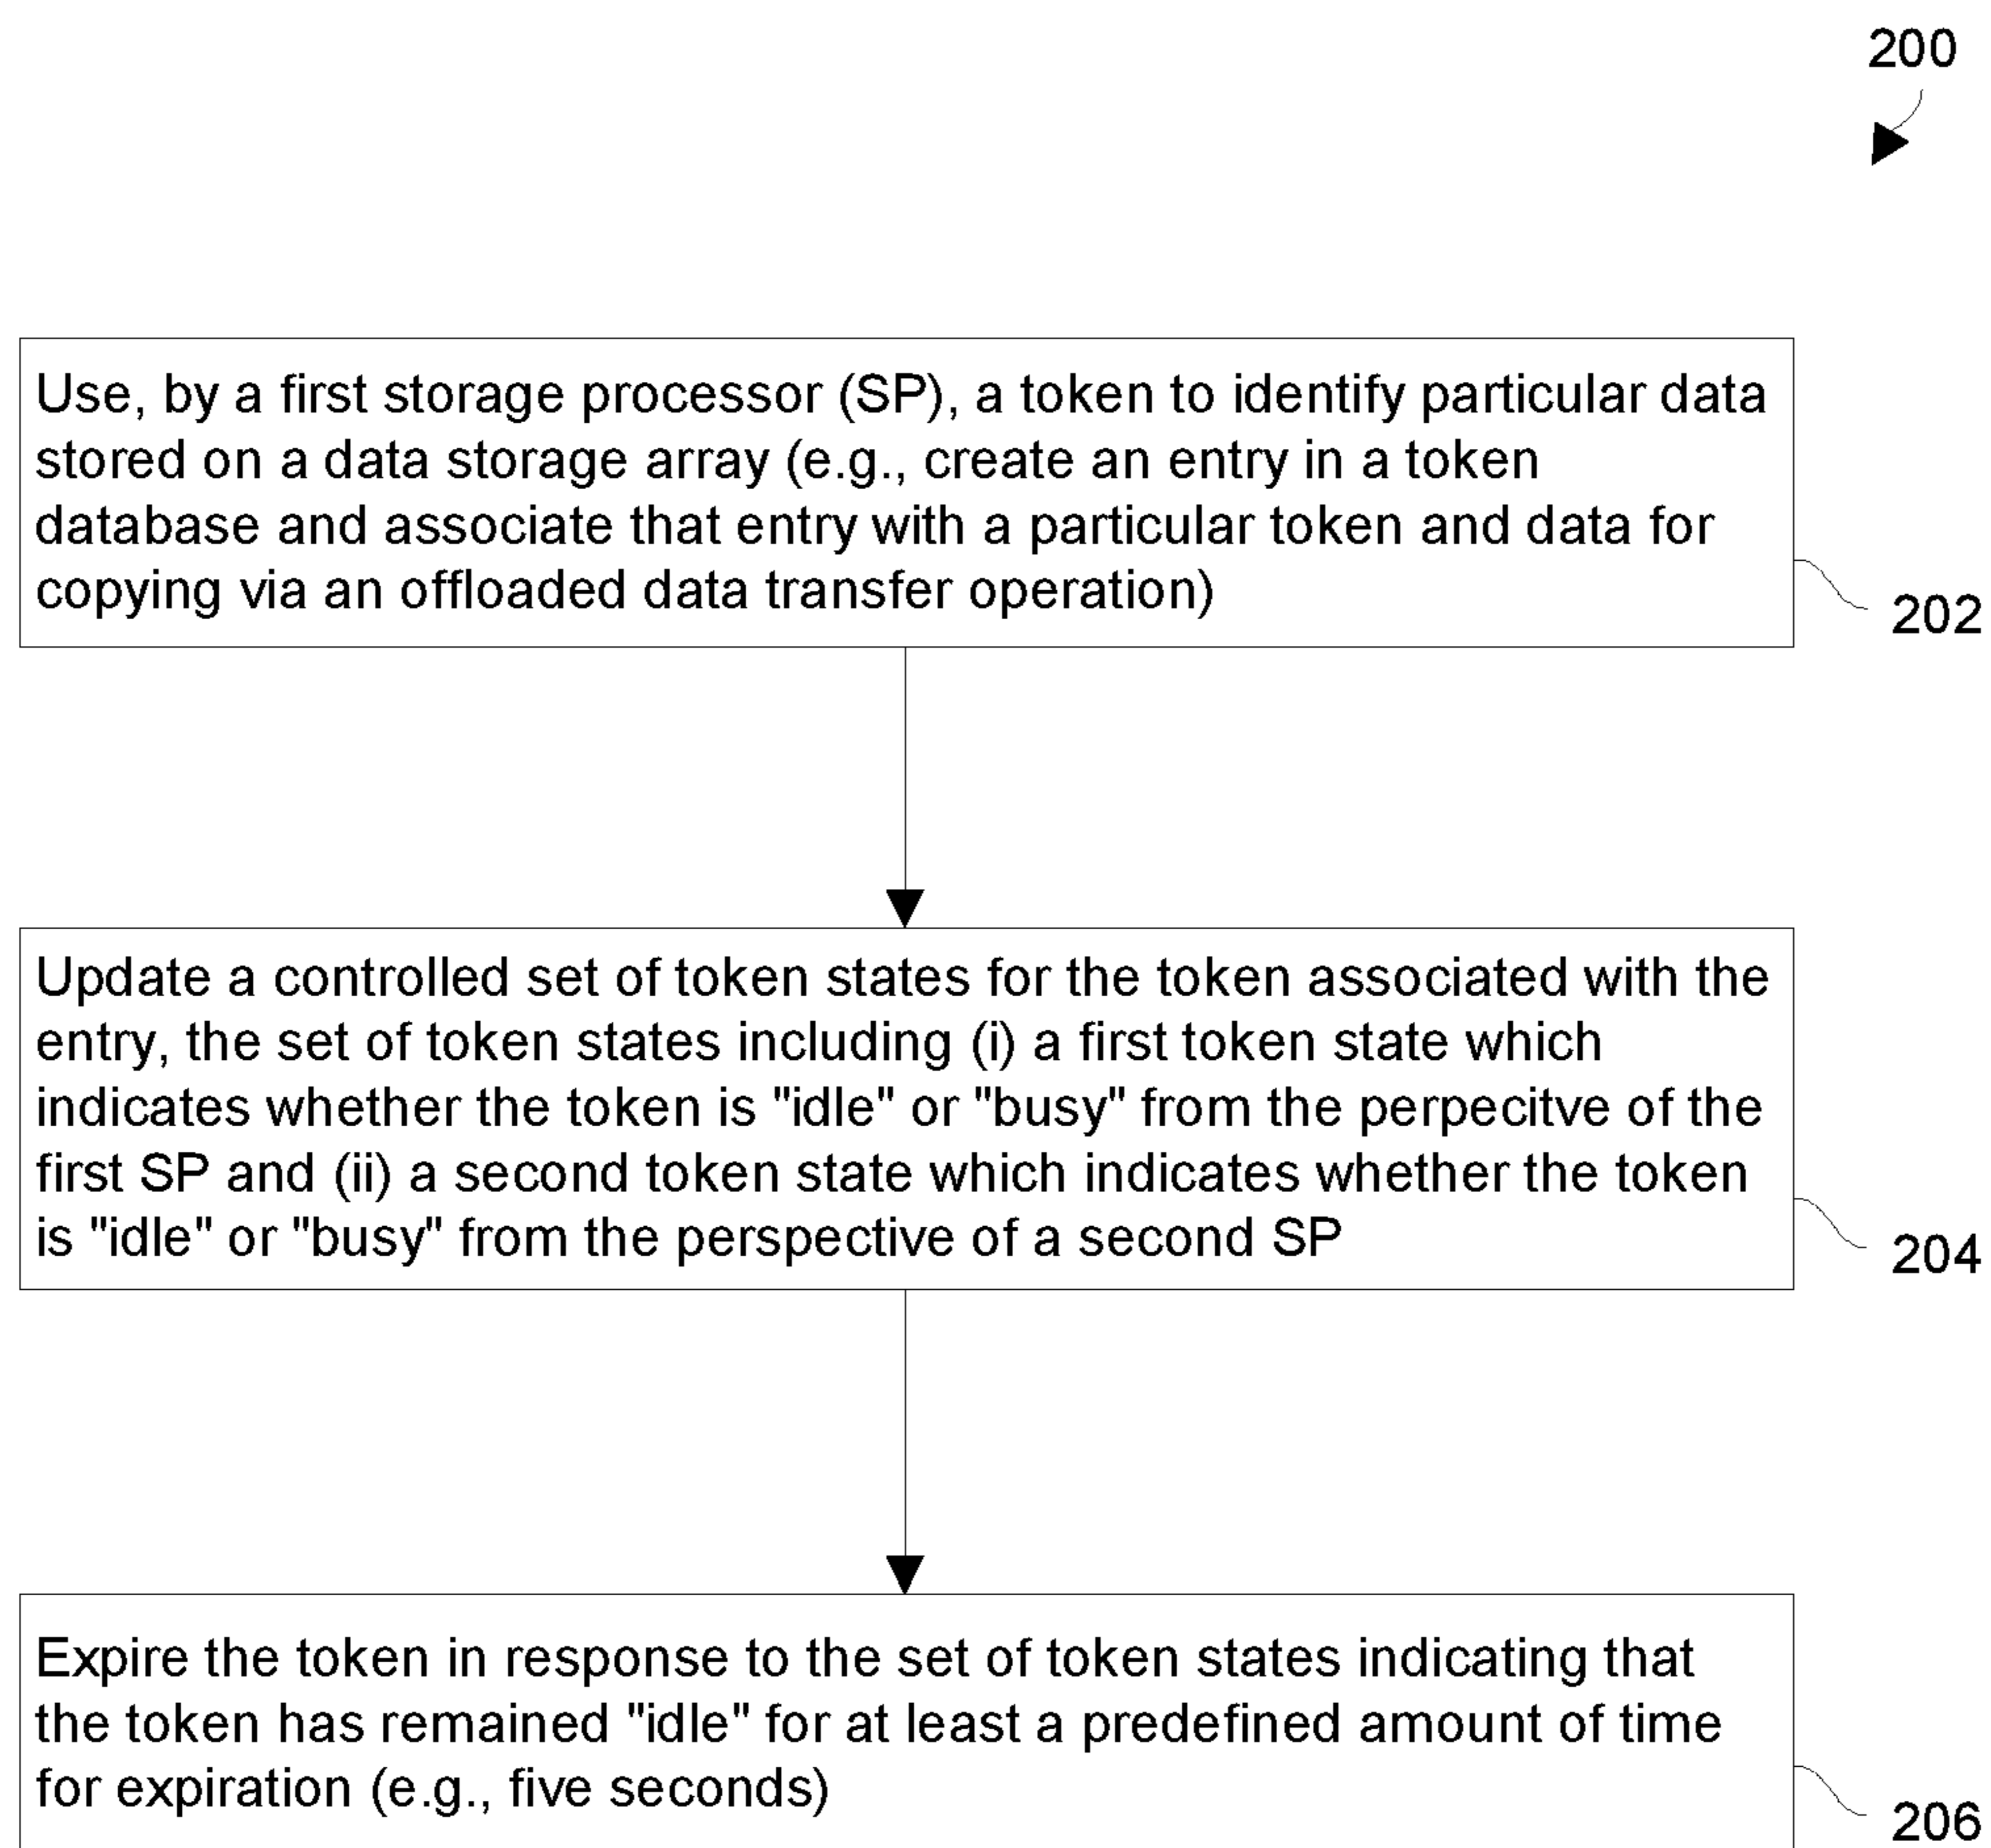 200
Use, by a first storage processor (SP), a token to identify particular data
stored on a data storage array (e.g., create an entry in a token
database and associate that entry with a particular token and data for
copying via an offloaded data transfer operation)
202
Update a controlled set of token states for the token associated with the
entry, the set of token states including (i) a first token state which
indicates whether the token is "idle" or "busy" from the perpecitve of the
first SP and (ii) a second token state which indicates whether the token
is "idle" or "busy" from the perspective of a second SP
204
Expire the token in response to the set of token states indicating that
the token has remained "idle" for at least a predefined amount of time
for expiration (e.g., five seconds)
206